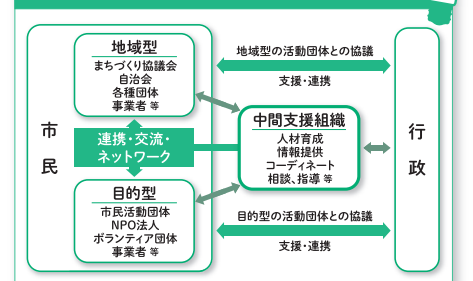 市民
地域型
まちづくり協議会
自治会
各種団体
事業者 等
連携・交流・
ネットワーク
目的型
市民活動団体
NPO法人
ボランティア団体
事業者 等
地域型の活動団体との協議
支援・連携
中間支援組織
人材育成
情報提供
コーディネート
相談、指導 等
目的型の活動団体との協議
支援・連携
行政